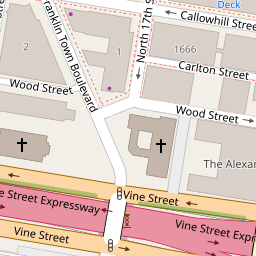 Deck
Callowhill Street
North 17th S
Franklin Town Boulevard
2
1
1666
Carlton Street
Wood Street
Wood Street
The Alexa
Vine Street
Vine Street Expressway
Vine Street Expr
Vine Street